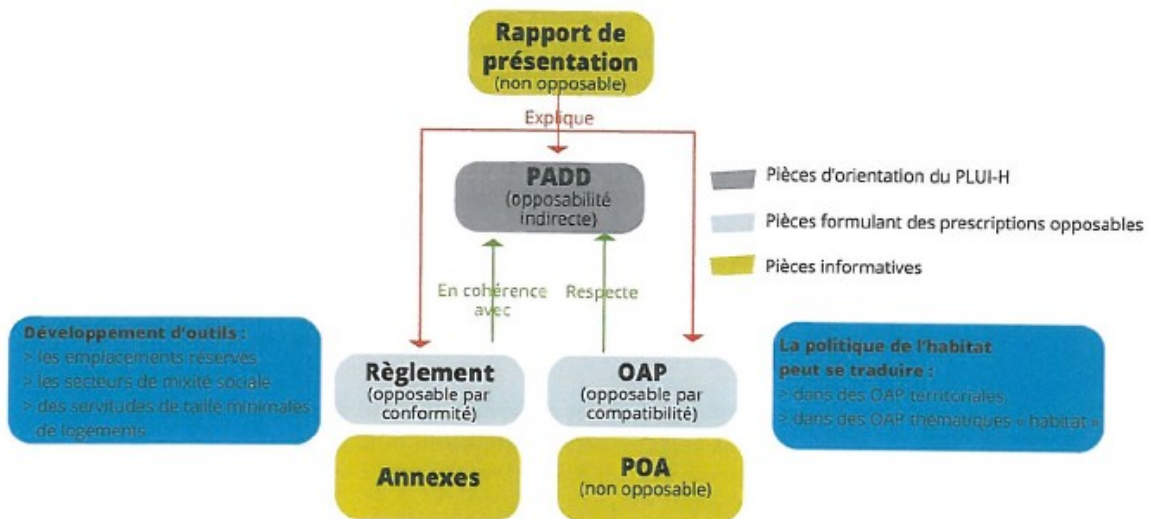 Rapport de
présentation
(non opposable)
Explique
PADD
(opposabilité
indirecte)
Pièces d'orientation du PLUI-H
Pièces formulant des prescriptions opposables
Pièces informatives
En cohérence
avec
Respecte
Développement d'outils :
> les emplacements réservés
> les secteurs de mixité sociale
> des servitudes de taille minimales
de logements
Règlement
(opposable par
conformité)
OAP
(opposable par
compatibilité)
La politique de l'habitat
peut se traduire :
> dans des OAP territoriales
> dans des OAP thématiques « habitat »
Annexes
POA
(non opposable)